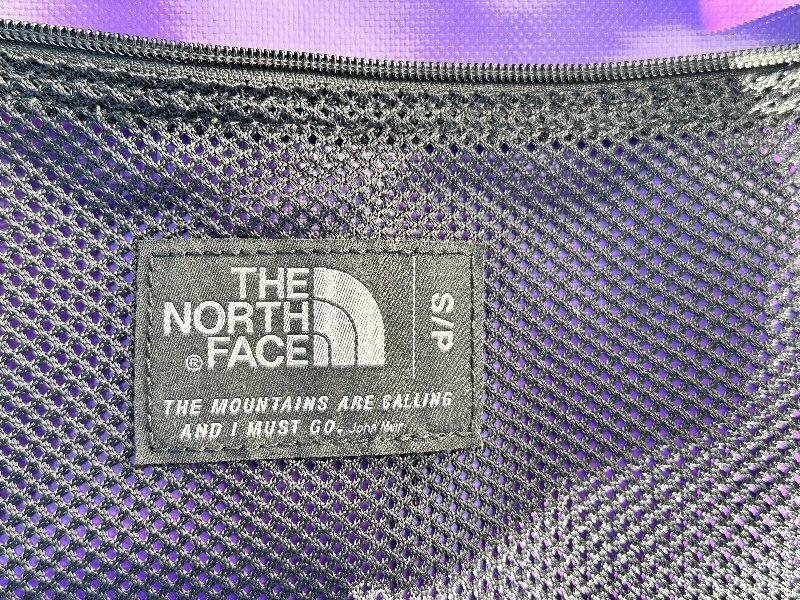 THE
NORTH
® FACE
S/P
THE MOUNTAINS ARE CALLING
AND I MUST GO. John Muir